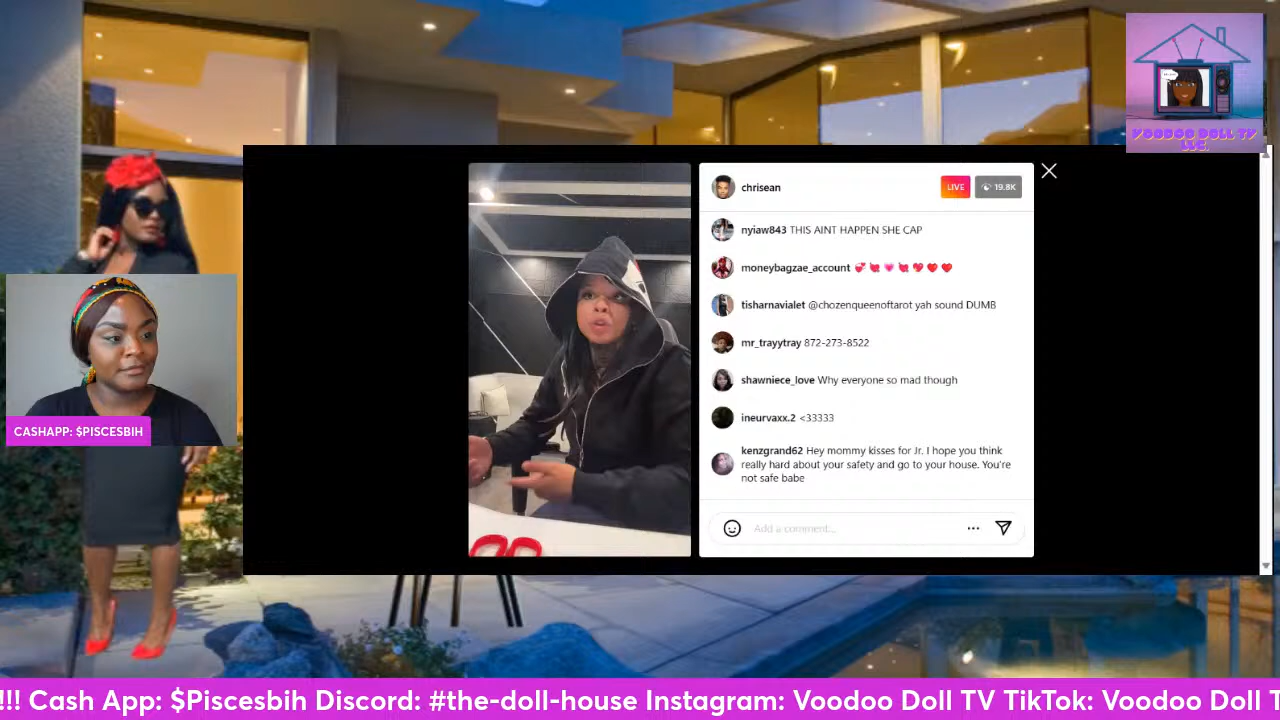 VOODOO DOLL TV
LLC.
chrisean
LIVE
19.8K
nyiaw843 THIS AINT HAPPEN SHE CAP
moneybagzae_account
tisharnavialet @chozenqueenoftarot yah sound DUMB
mr_trayytray 872-273-8522
shawniece_love Why everyone so mad though
ineurvaxx.2 <33333
kenzgrand62 Hey mommy kisses for Jr. I hope you think
really hard about your safety and go to your house. You're
not safe babe
Add a comment...
CASHAPP: $PISCESBIH
!!! Cash App: $Piscesbih Discord: #the-doll-house Instagram: Voodoo Doll TV TikTok: Voodoo Doll T